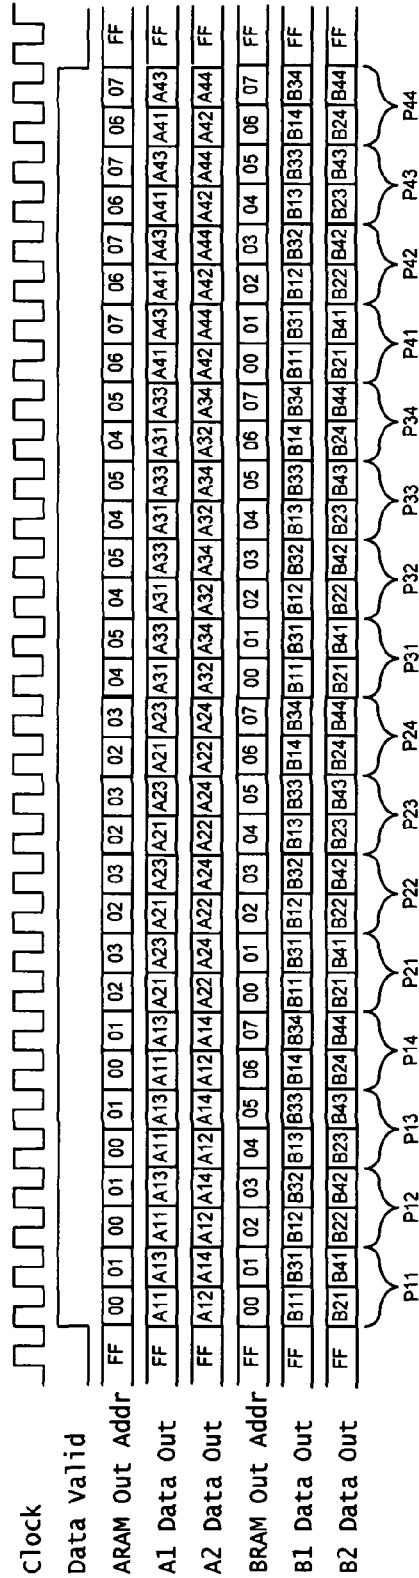 Clock
Data Valid
ARAM Out Addr FF 00 01 00 01 00 01 00 01 02 03 02 03 02 03 02 03 04 05 04 05 04 05 04 05 06 07 06 07 06 07 06 07 FF
A1 Data Out FF A11 A13 A11 A13 A11 A13 A11 A13 A21 A23 A21 A23 A21 A23 A21 A23 A31 A33 A31 A33 A31 A33 A31 A33 A41 A43 A41 A43 A41 A43 A41 A43 FF
A2 Data Out FF A12 A14 A12 A14 A12 A14 A12 A14 A22 A24 A22 A24 A22 A24 A22 A24 A32 A34 A32 A34 A32 A34 A32 A34 A42 A44 A42 A44 A42 A44 A42 A44 FF
BRAM Out Addr FF 00 01 02 03 04 05 06 07 00 01 02 03 04 05 06 07 00 01 02 03 04 05 06 07 00 01 02 03 04 05 06 07 FF
B1 Data Out FF B11 B31 B12 B32 B13 B33 B14 B34 B11 B31 B12 B32 B13 B33 B14 B34 B11 B31 B12 B32 B13 B33 B14 B34 B11 B31 B12 B32 B13 B33 B14 B34 FF
B2 Data Out FF B21 B41 B22 B42 B23 B43 B24 B44 B21 B41 B22 B42 B23 B43 B24 B44 B21 B41 B22 B42 B23 B43 B24 B44 B21 B41 B22 B42 B23 B43 B24 B44 FF
P11 P12 P13 P14 P21 P22 P23 P24 P31 P32 P33 P34 P41 P42 P43 P44